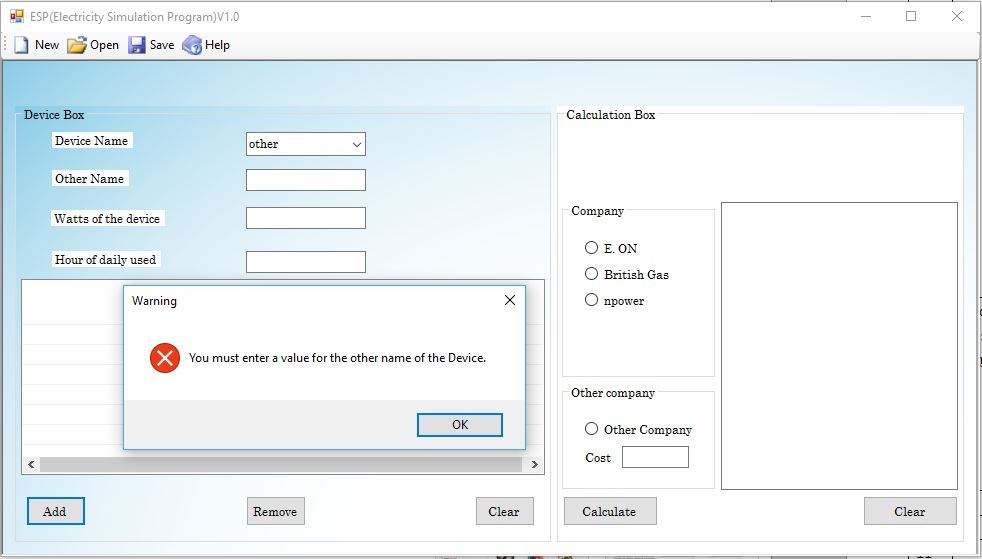 ESP(Electricity Simulation Program)V1.0
New Open Save Help
Device Box
Device Name
other
Other Name
Watts of the device
Hour of daily used
Warning
You must enter a value for the other name of the Device.
OK
Add
Remove
Clear
Calculation Box
Company
E. ON
British Gas
npower
Other company
Other Company
Cost
Calculate
Clear